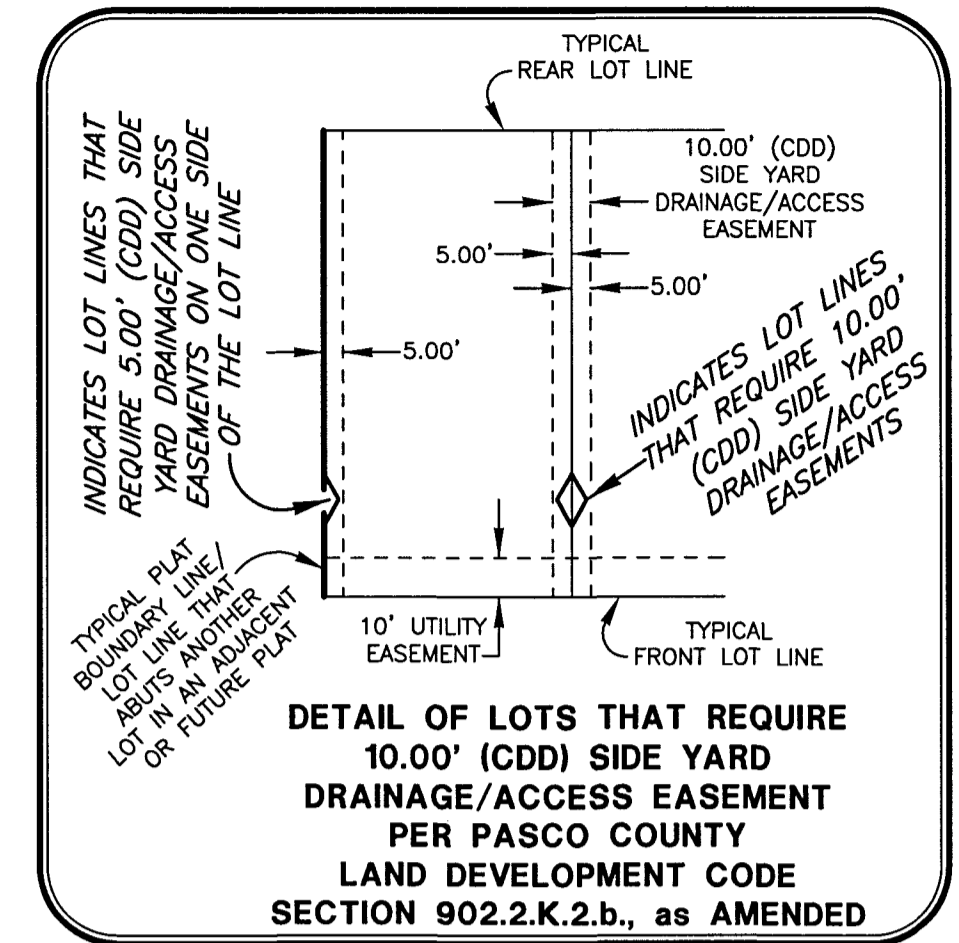 TYPICAL
REAR LOT LINE
INDICATES LOT LINES THAT
REQUIRE 5.00' (CDD) SIDE
YARD DRAINAGE/ACCESS
EASEMENTS ON ONE SIDE
OF THE LOT LINE
10.00' (CDD)
SIDE YARD
DRAINAGE/ACCESS
EASEMENT
5.00'
5.00'
5.00'
INDICATES LOT LINES
THAT REQUIRE 10.00'
(CDD) SIDE YARD
DRAINAGE/ACCESS
EASEMENTS
TYPICAL PLAT
BOUNDARY LINE/
LOT LINE THAT
ABUTS ANOTHER
LOT IN AN ADJACENT
OR FUTURE PLAT
10' UTILITY
EASEMENT
TYPICAL
FRONT LOT LINE
DETAIL OF LOTS THAT REQUIRE
10.00' (CDD) SIDE YARD
DRAINAGE/ACCESS EASEMENT
PER PASCO COUNTY
LAND DEVELOPMENT CODE
SECTION 902.2.K.2.b., as AMENDED